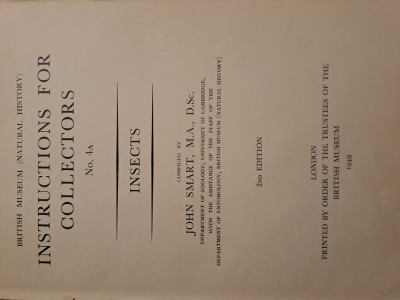 BRITISH MUSEUM (NATURAL HISTORY)
INSTRUCTIONS FOR
COLLECTORS
No. 4A
INSECTS
COMPILED BY
JOHN SMART, M.A., D.Sc.
DEPARTMENT OF ZOOLOGY, UNIVERSITY OF CAMBRIDGE,
WITH THE ASSISTANCE OF THE STAFF OF THE
DEPARTMENT OF ENTOMOLOGY, BRITISH MUSEUM (NATURAL HISTORY)
2ND EDITION
LONDON
PRINTED BY ORDER OF THE TRUSTEES OF THE
BRITISH MUSEUM
1949